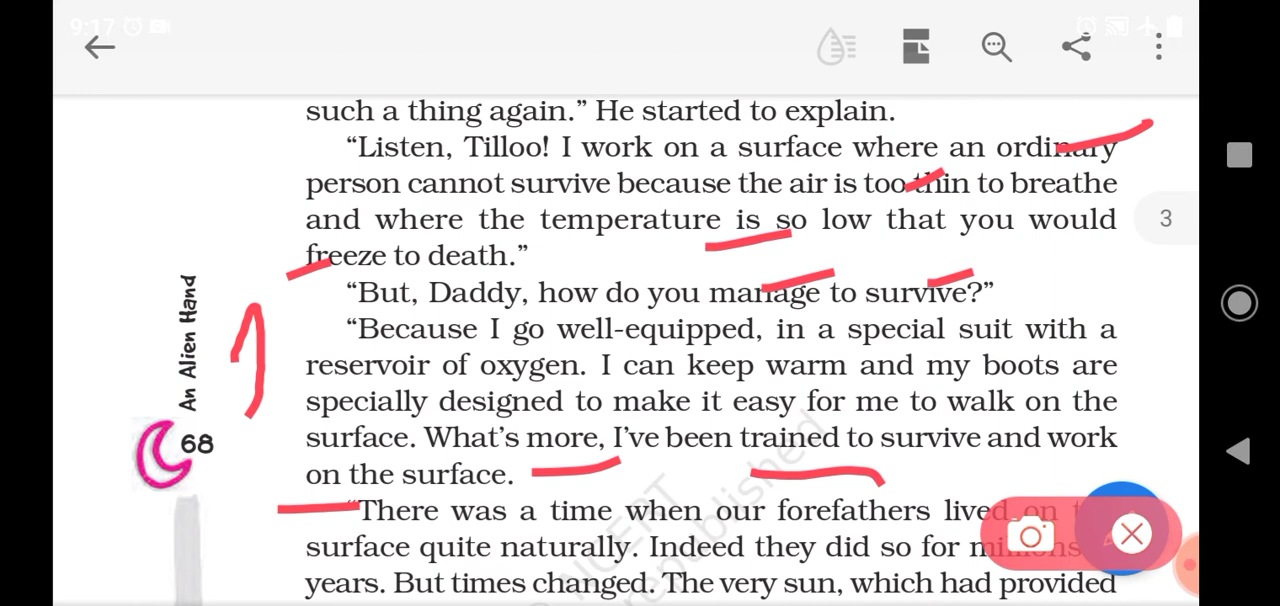 9:17
such a thing again.” He started to explain.
“Listen, Tilloo! I work on a surface where an ordinary
person cannot survive because the air is too thin to breathe
and where the temperature is so low that you would
3
freeze to death.”
“But, Daddy, how do you manage to survive?”
“Because I go well-equipped, in a special suit with a
reservoir of oxygen. I can keep warm and my boots are
specially designed to make it easy for me to walk on the
surface. What’s more, I’ve been trained to survive and work
on the surface.
“There was a time when our forefathers lived on
surface quite naturally. Indeed they did so for millions
years. But times changed. The very sun, which had provided
An Alien Hand
68
NCERT
republished